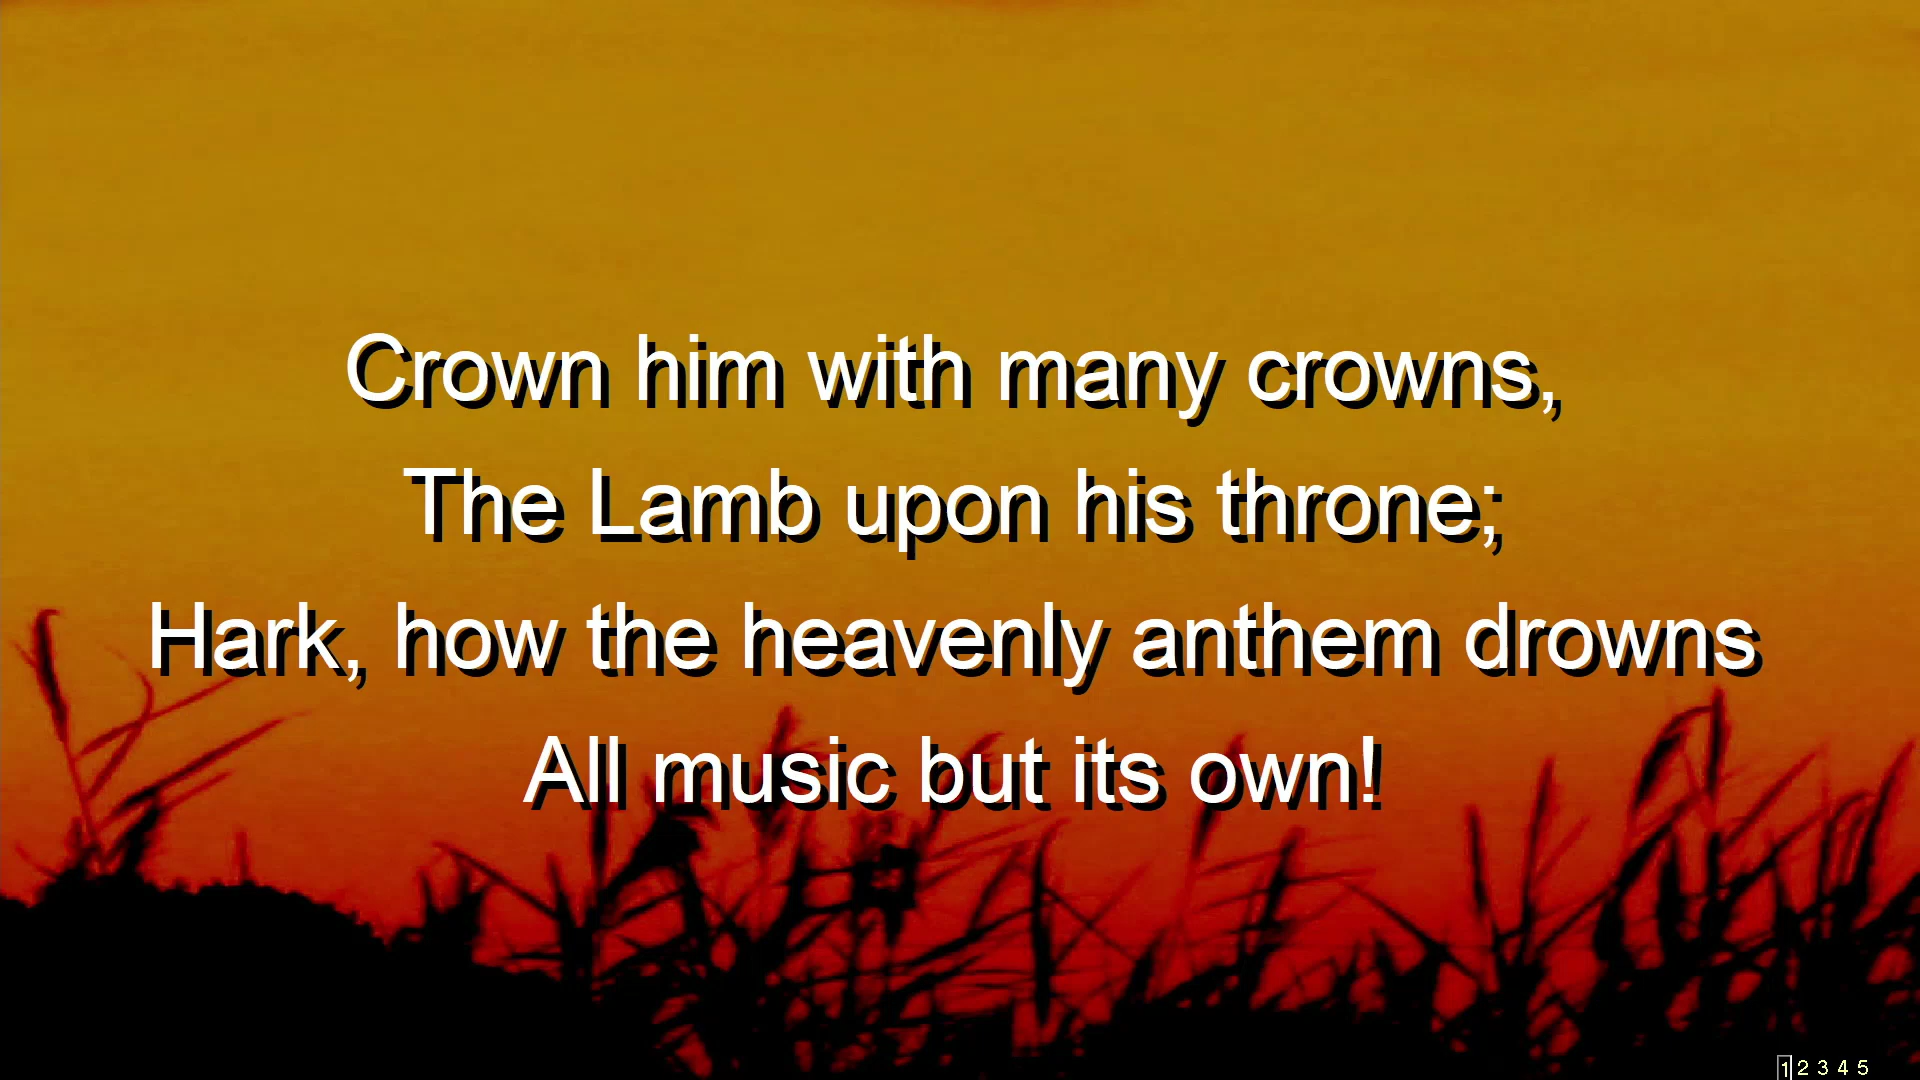 Crown him with many crowns,
The Lamb upon his throne;
Hark, how the heavenly anthem drowns
All music but its own!
1 2 3 4 5